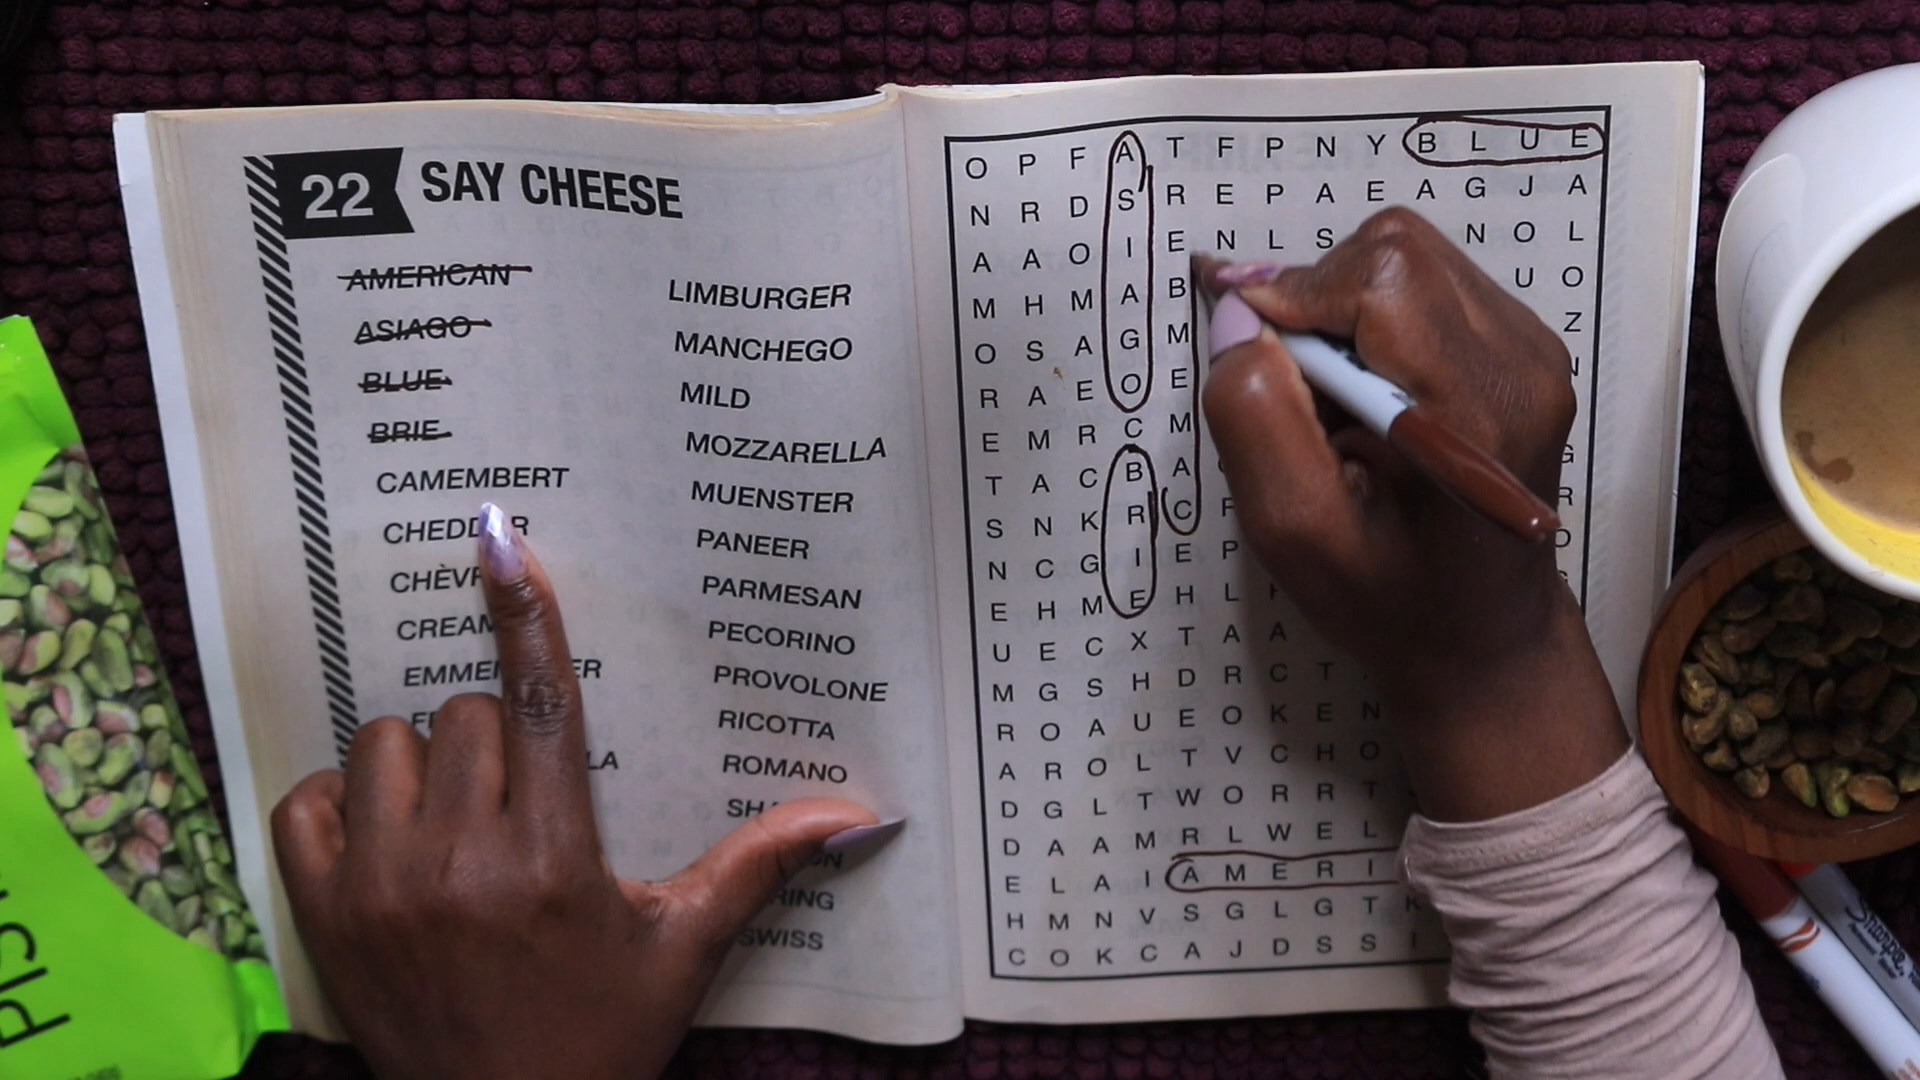 22 SAY CHEESE
AMERICAN
ASIAGO
BLUE
BRIE
CAMEMBERT
LIMBURGER
MANCHEGO
MILD
MOZZARELLA
MUENSTER
PANEER
PARMESAN
PECORINO
PROVOLONE
RICOTTA
ROMANO
SWISS
O P F A T F P N Y B L U E
N R D S R E P A E A G J A
A A O I E N L S N O L
M H M A B U O
O S A G M Z
R A E O E
E M R C M
T A C B A
S N K R C
N C G I E P
E H M E H L
U E C X T A A
M G S H D R C T
R O A U E O K E N
A R O L T V C H O
D G L T W O R R T
D A A M R L W E L
E L A I A M E R I
H M N V S G L G T K
C O K C A J D S S I
Sharpie